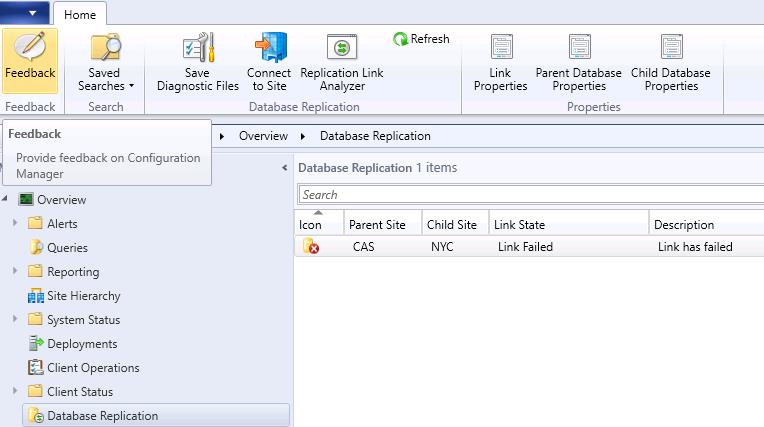 Home
Feedback
Saved
Searches
Save
Diagnostic Files
Connect
to Site
Replication Link
Analyzer
Refresh
Link
Properties
Parent Database
Properties
Child Database
Properties
Feedback
Search
Database Replication
Properties
Feedback
Provide feedback on Configuration
Manager
Overview
Database Replication
Overview
Alerts
Queries
Reporting
Site Hierarchy
System Status
Deployments
Client Operations
Client Status
Database Replication
Database Replication 1 items
Search
Icon Parent Site Child Site Link State Description
CAS NYC Link Failed Link has failed